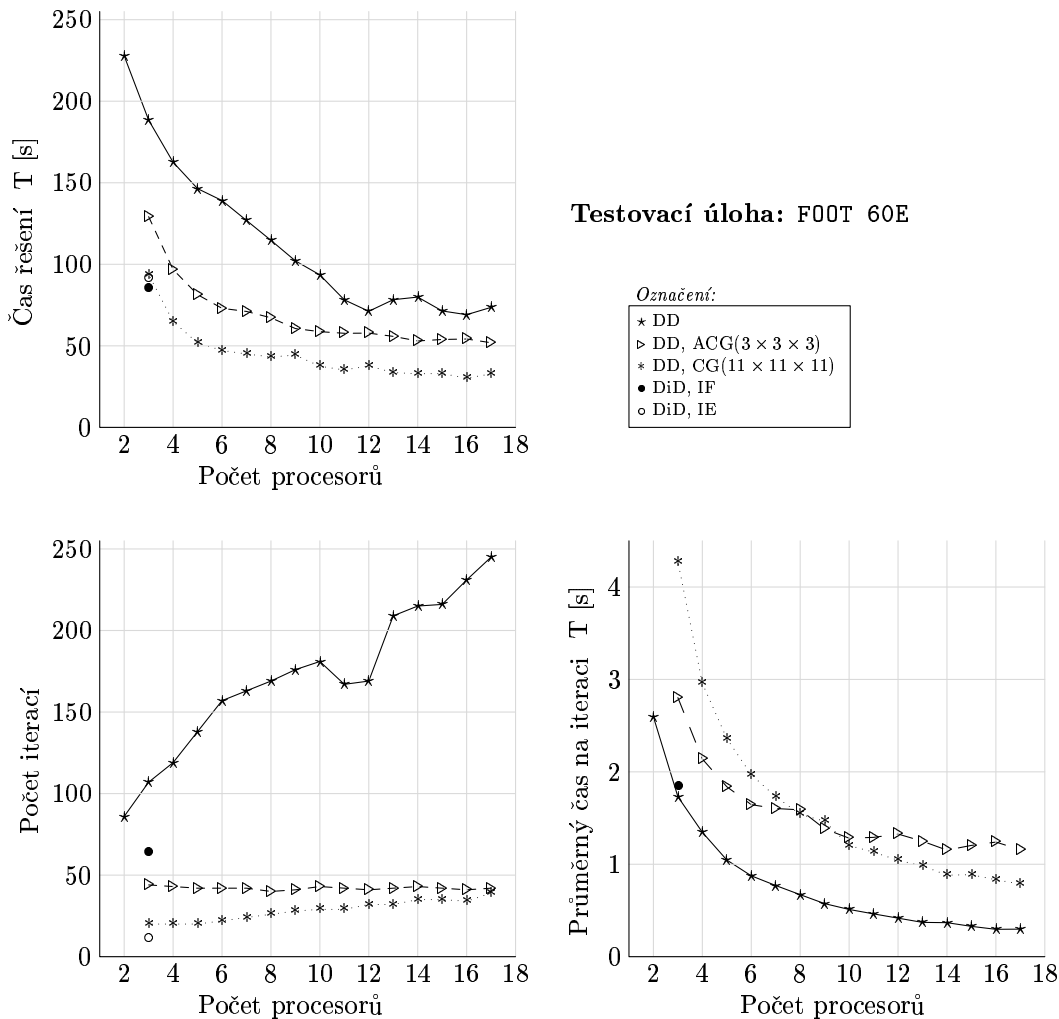 250
200
150
100
50
0
Čas řešení T [s]
2 4 6 8 10 12 14 16 18
Počet procesorů
Testovací úloha: FOOT 60E
Označení:
DD
DD, ACG(3 × 3 × 3)
DD, CG(11 × 11 × 11)
DiD, IF
DiD, IE
250
200
150
100
50
0
Počet iterací
2 4 6 8 10 12 14 16 18
Počet procesorů
4
3
2
1
0
Průměrný čas na iteraci T [s]
2 4 6 8 10 12 14 16 18
Počet procesorů